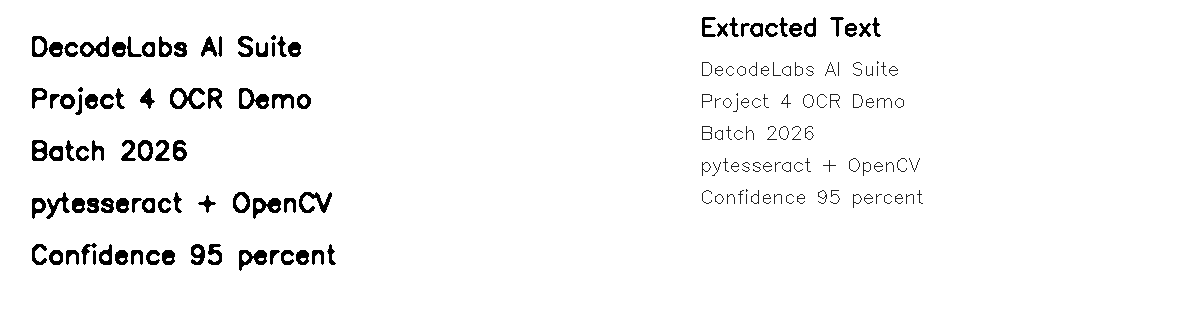 DecodeLabs AI Suite
Project 4 OCR Demo
Batch 2026
pytesseract + OpenCV
Confidence 95 percent
Extracted Text
DecodeLabs AI Suite
Project 4 OCR Demo
Batch 2026
pytesseract + OpenCV
Confidence 95 percent